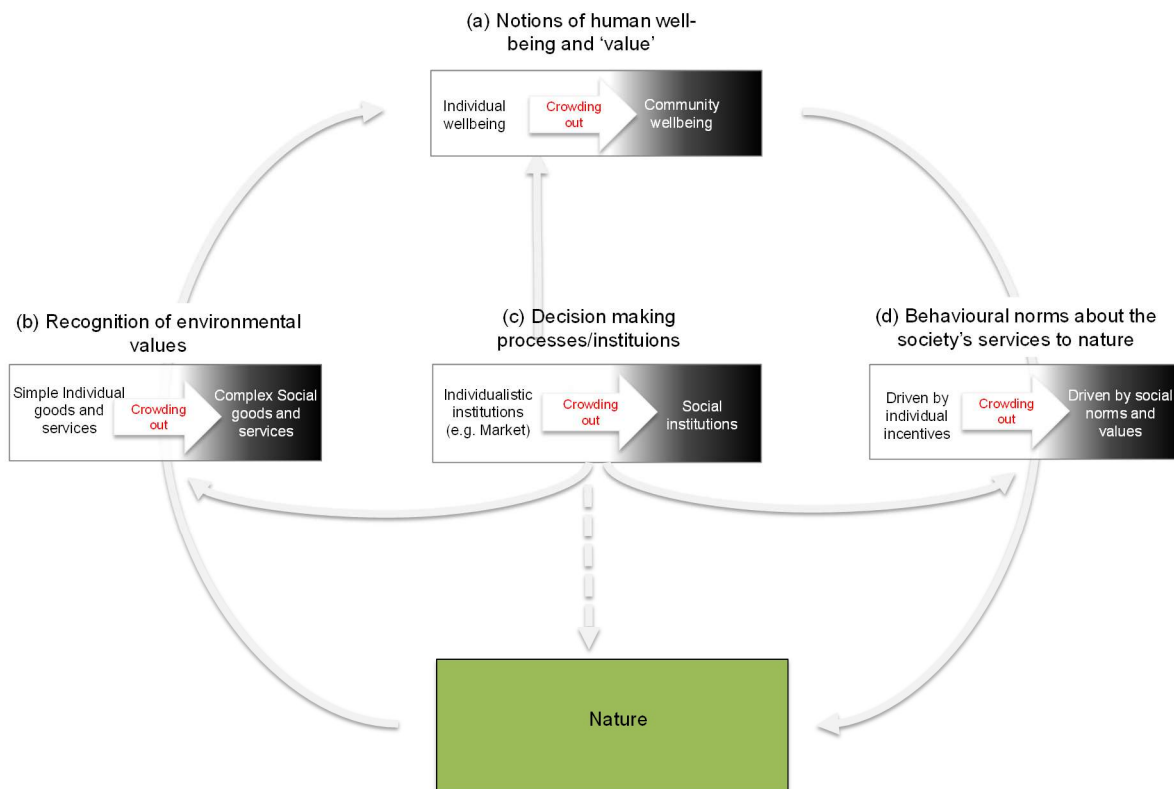 (a) Notions of human well-
being and ‘value’
Individual
wellbeing
Crowding
out
Community
wellbeing
(b) Recognition of environmental
values
Simple Individual
goods and
services
Crowding
out
Complex Social
goods and
services
(c) Decision making
processes/instituions
Individualistic
institutions
(e.g. Market)
Crowding
out
Social
institutions
(d) Behavioural norms about the
society’s services to nature
Driven by
individual
incentives
Crowding
out
Driven by social
norms and
values
Nature